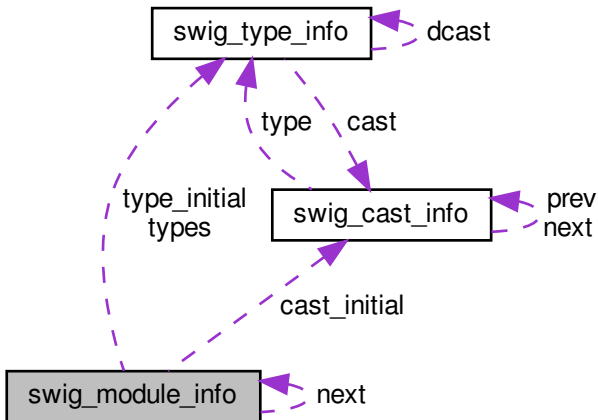 swig_type_info
dcast
type
cast
type_initial
types
swig_cast_info
prev
next
cast_initial
swig_module_info
next